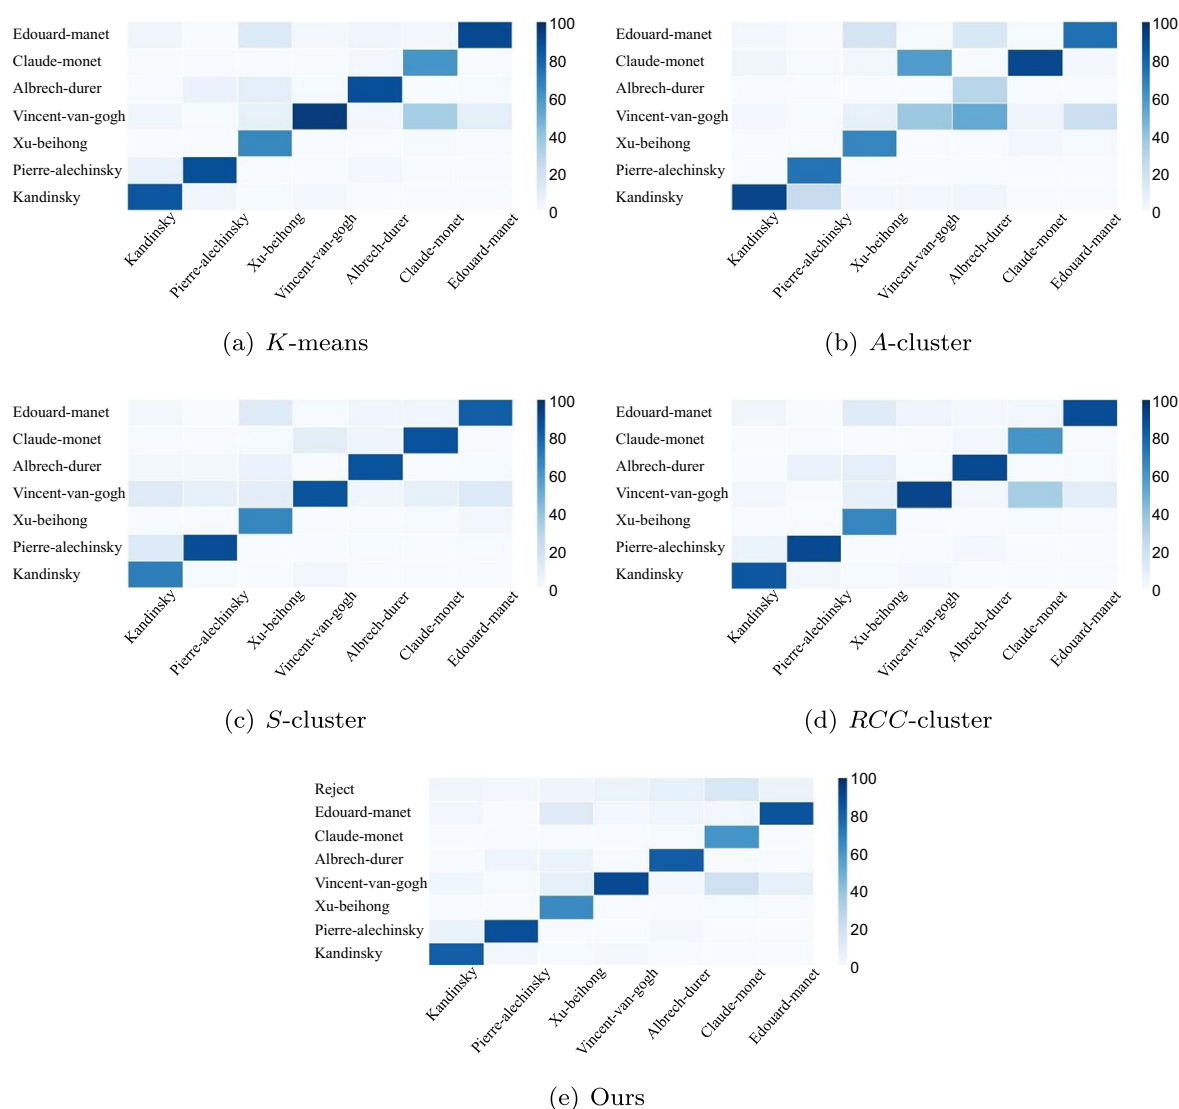 Edouard-manet
Claude-monet
Albrech-durer
Vincent-van-gogh
Xu-beihong
Pierre-alechinsky
Kandinsky
100
80
60
40
20
0
Kandinsky
Pierre-alechinsky
Xu-beihong
Vincent-van-gogh
Albrech-durer
Claude-monet
Edouard-manet
(a) K-means
Edouard-manet
Claude-monet
Albrech-durer
Vincent-van-gogh
Xu-beihong
Pierre-alechinsky
Kandinsky
100
80
60
40
20
0
Kandinsky
Pierre-alechinsky
Xu-beihong
Vincent-van-gogh
Albrech-durer
Claude-monet
Edouard-manet
(b) A-cluster
Edouard-manet
Claude-monet
Albrech-durer
Vincent-van-gogh
Xu-beihong
Pierre-alechinsky
Kandinsky
100
80
60
40
20
0
Kandinsky
Pierre-alechinsky
Xu-beihong
Vincent-van-gogh
Albrech-durer
Claude-monet
Edouard-manet
(c) S-cluster
Edouard-manet
Claude-monet
Albrech-durer
Vincent-van-gogh
Xu-beihong
Pierre-alechinsky
Kandinsky
100
80
60
40
20
0
Kandinsky
Pierre-alechinsky
Xu-beihong
Vincent-van-gogh
Albrech-durer
Claude-monet
Edouard-manet
(d) RCC-cluster
Reject
Edouard-manet
Claude-monet
Albrech-durer
Vincent-van-gogh
Xu-beihong
Pierre-alechinsky
Kandinsky
100
80
60
40
20
0
Kandinsky
Pierre-alechinsky
Xu-beihong
Vincent-van-gogh
Albrech-durer
Claude-monet
Edouard-manet
(e) Ours